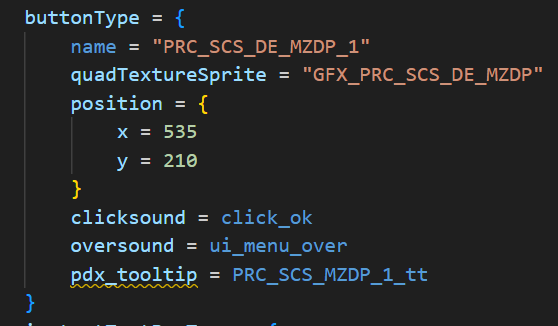 buttonType = {
name = "PRC_SCS_DE_MZDP_1"
quadTextureSprite = "GFX_PRC_SCS_DE_MZDP"
position = {
x = 535
y = 210
}
clicksound = click_ok
oversound = ui_menu_over
pdx_tooltip = PRC_SCS_MZDP_1_tt
}